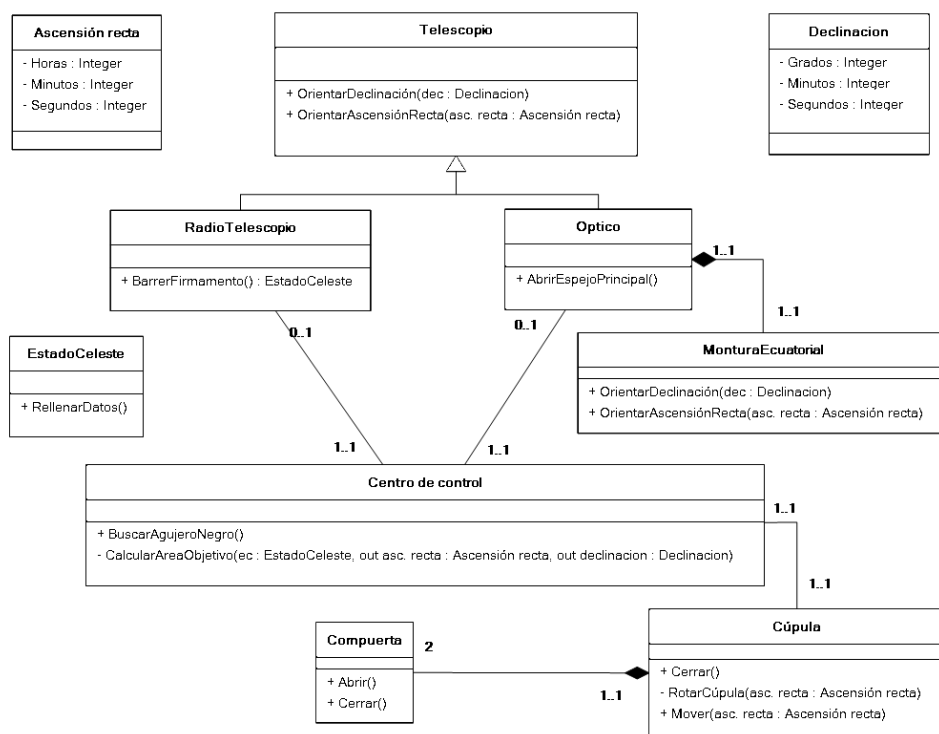 Ascensión recta
- Horas : Integer
- Minutos : Integer
- Segundos : Integer
Telescopio
+ OrientarDeclinación(dec : Declinacion)
+ OrientarAscensiónRecta(asc. recta : Ascensión recta)
Declinacion
- Grados : Integer
- Minutos : Integer
- Segundos : Integer
RadioTelescopio
+ BarrerFirmamento() : EstadoCeleste
Optico
+ AbrirEspejoPrincipal()
1..1
1..1
0..1
0..1
EstadoCeleste
+ RellenarDatos()
MonturaEcuatorial
+ OrientarDeclinación(dec : Declinacion)
+ OrientarAscensiónRecta(asc. recta : Ascensión recta)
1..1
1..1
Centro de control
+ BuscarAgujeroNegro()
- CalcularAreaObjetivo(ec : EstadoCeleste, out asc. recta : Ascensión recta, out declinacion : Declinacion)
1..1
1..1
Compuerta
+ Abrir()
+ Cerrar()
2
1..1
Cúpula
+ Cerrar()
- RotarCúpula(asc. recta : Ascensión recta)
+ Mover(asc. recta : Ascensión recta)